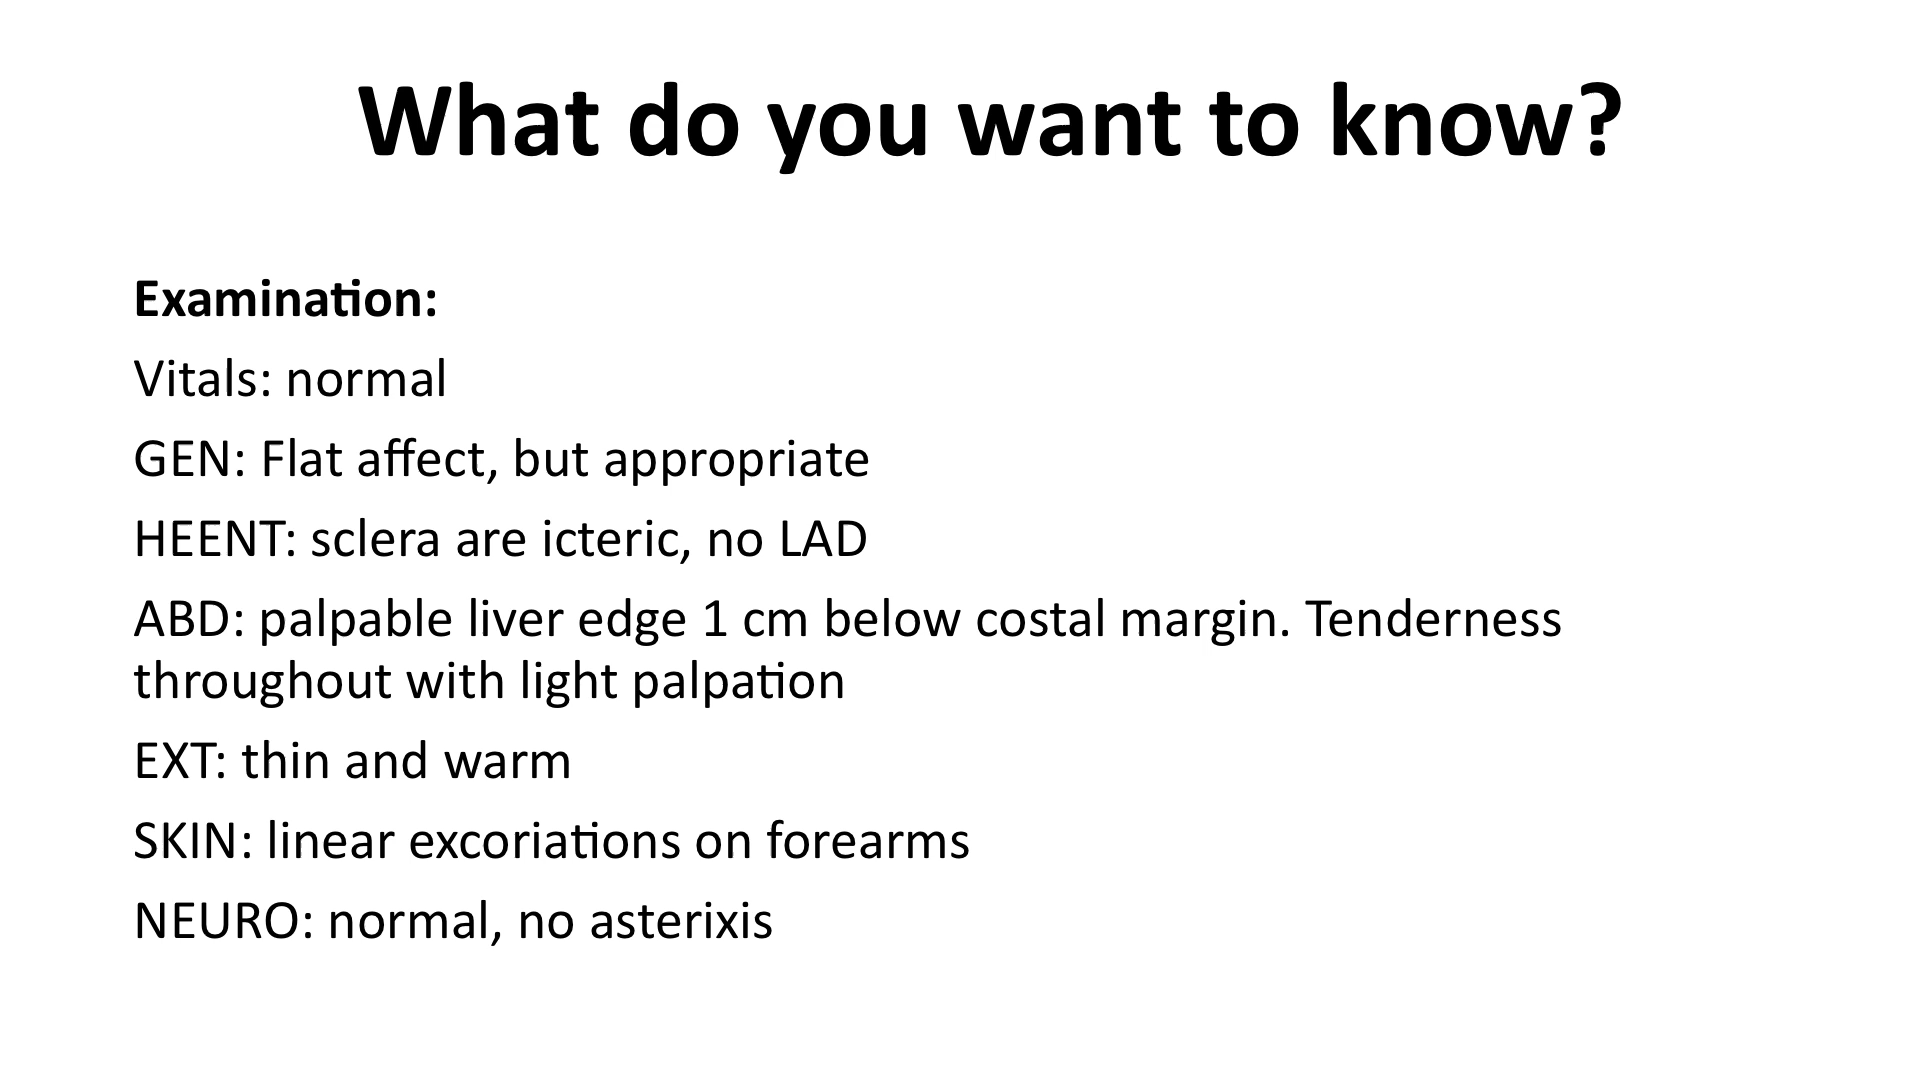 What do you want to know?
Examination:
Vitals: normal
GEN: Flat affect, but appropriate
HEENT: sclera are icteric, no LAD
ABD: palpable liver edge 1 cm below costal margin. Tenderness
throughout with light palpation
EXT: thin and warm
SKIN: linear excoriations on forearms
NEURO: normal, no asterixis